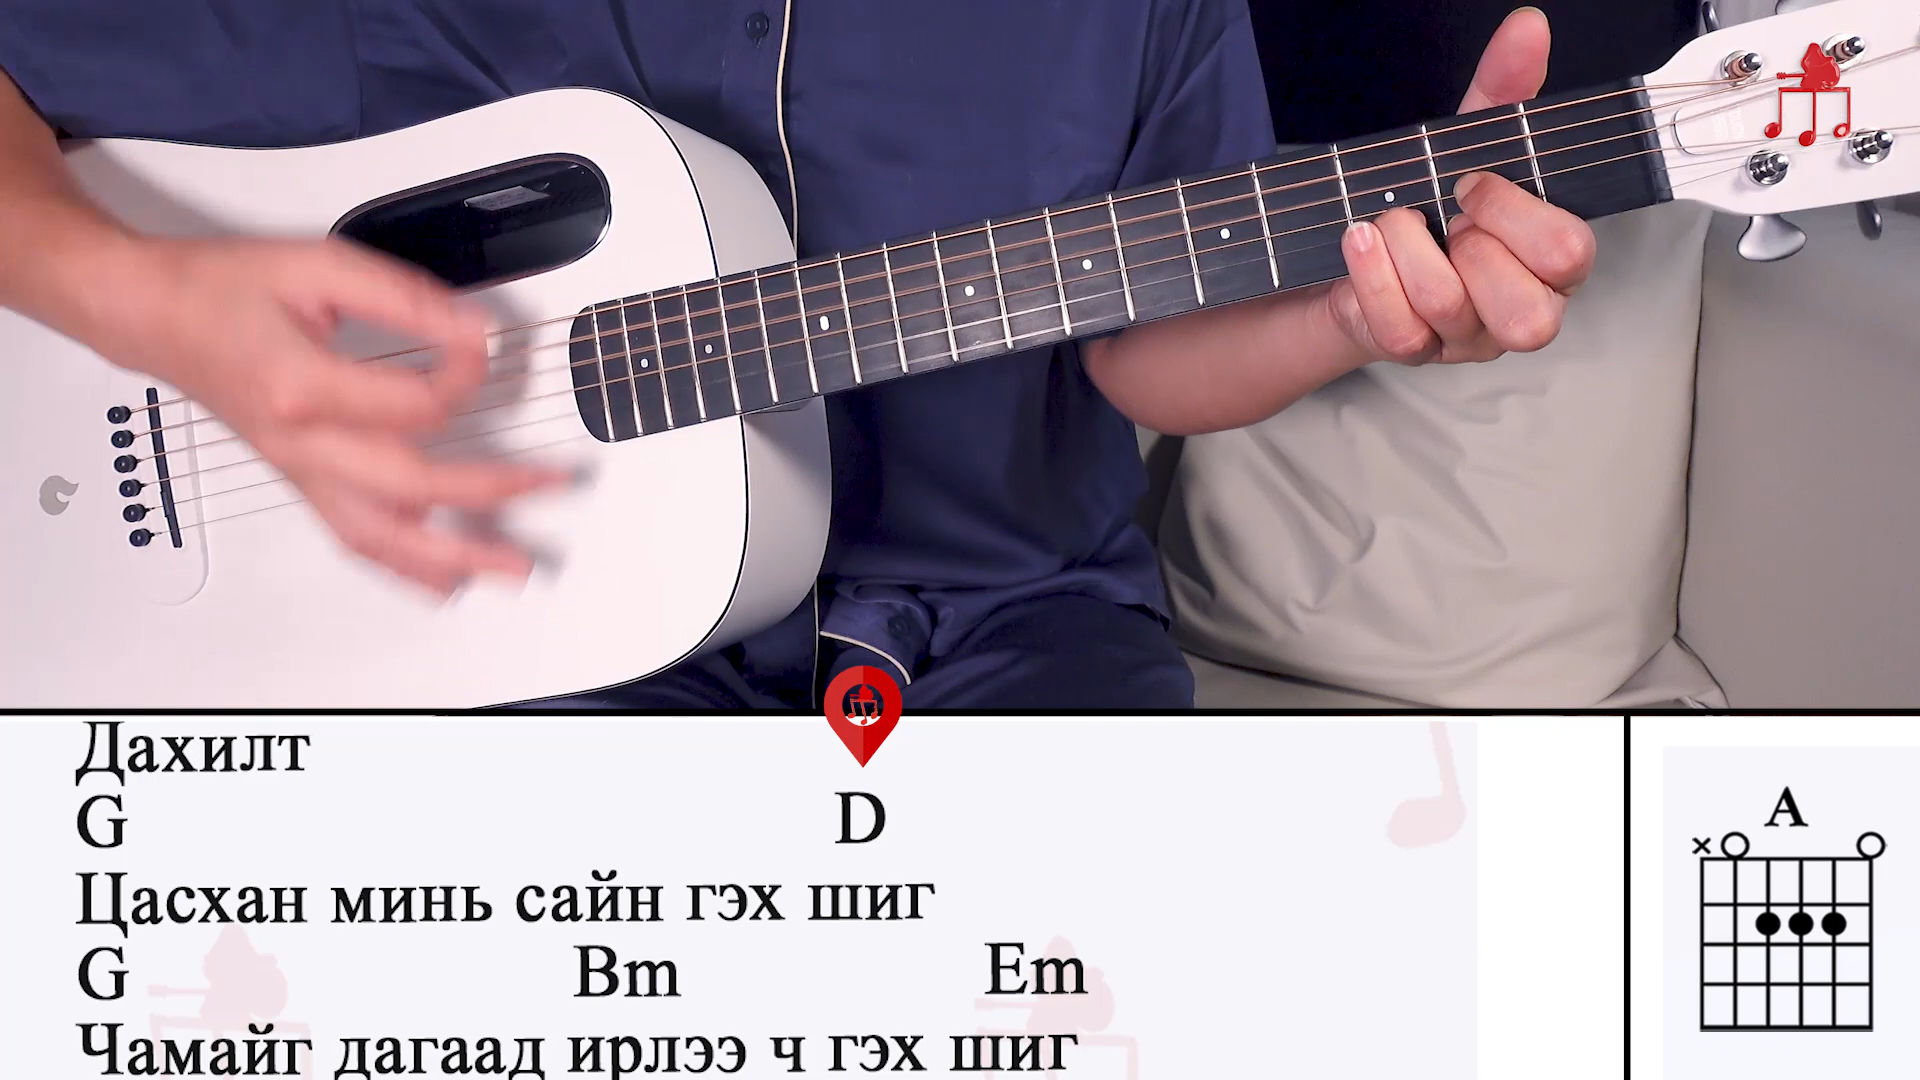 Дахилт
G D
Цасхан минь сайн гэх шиг
G Bm Em
Чамайг дагаад ирлээ ч гэх шиг
A
×